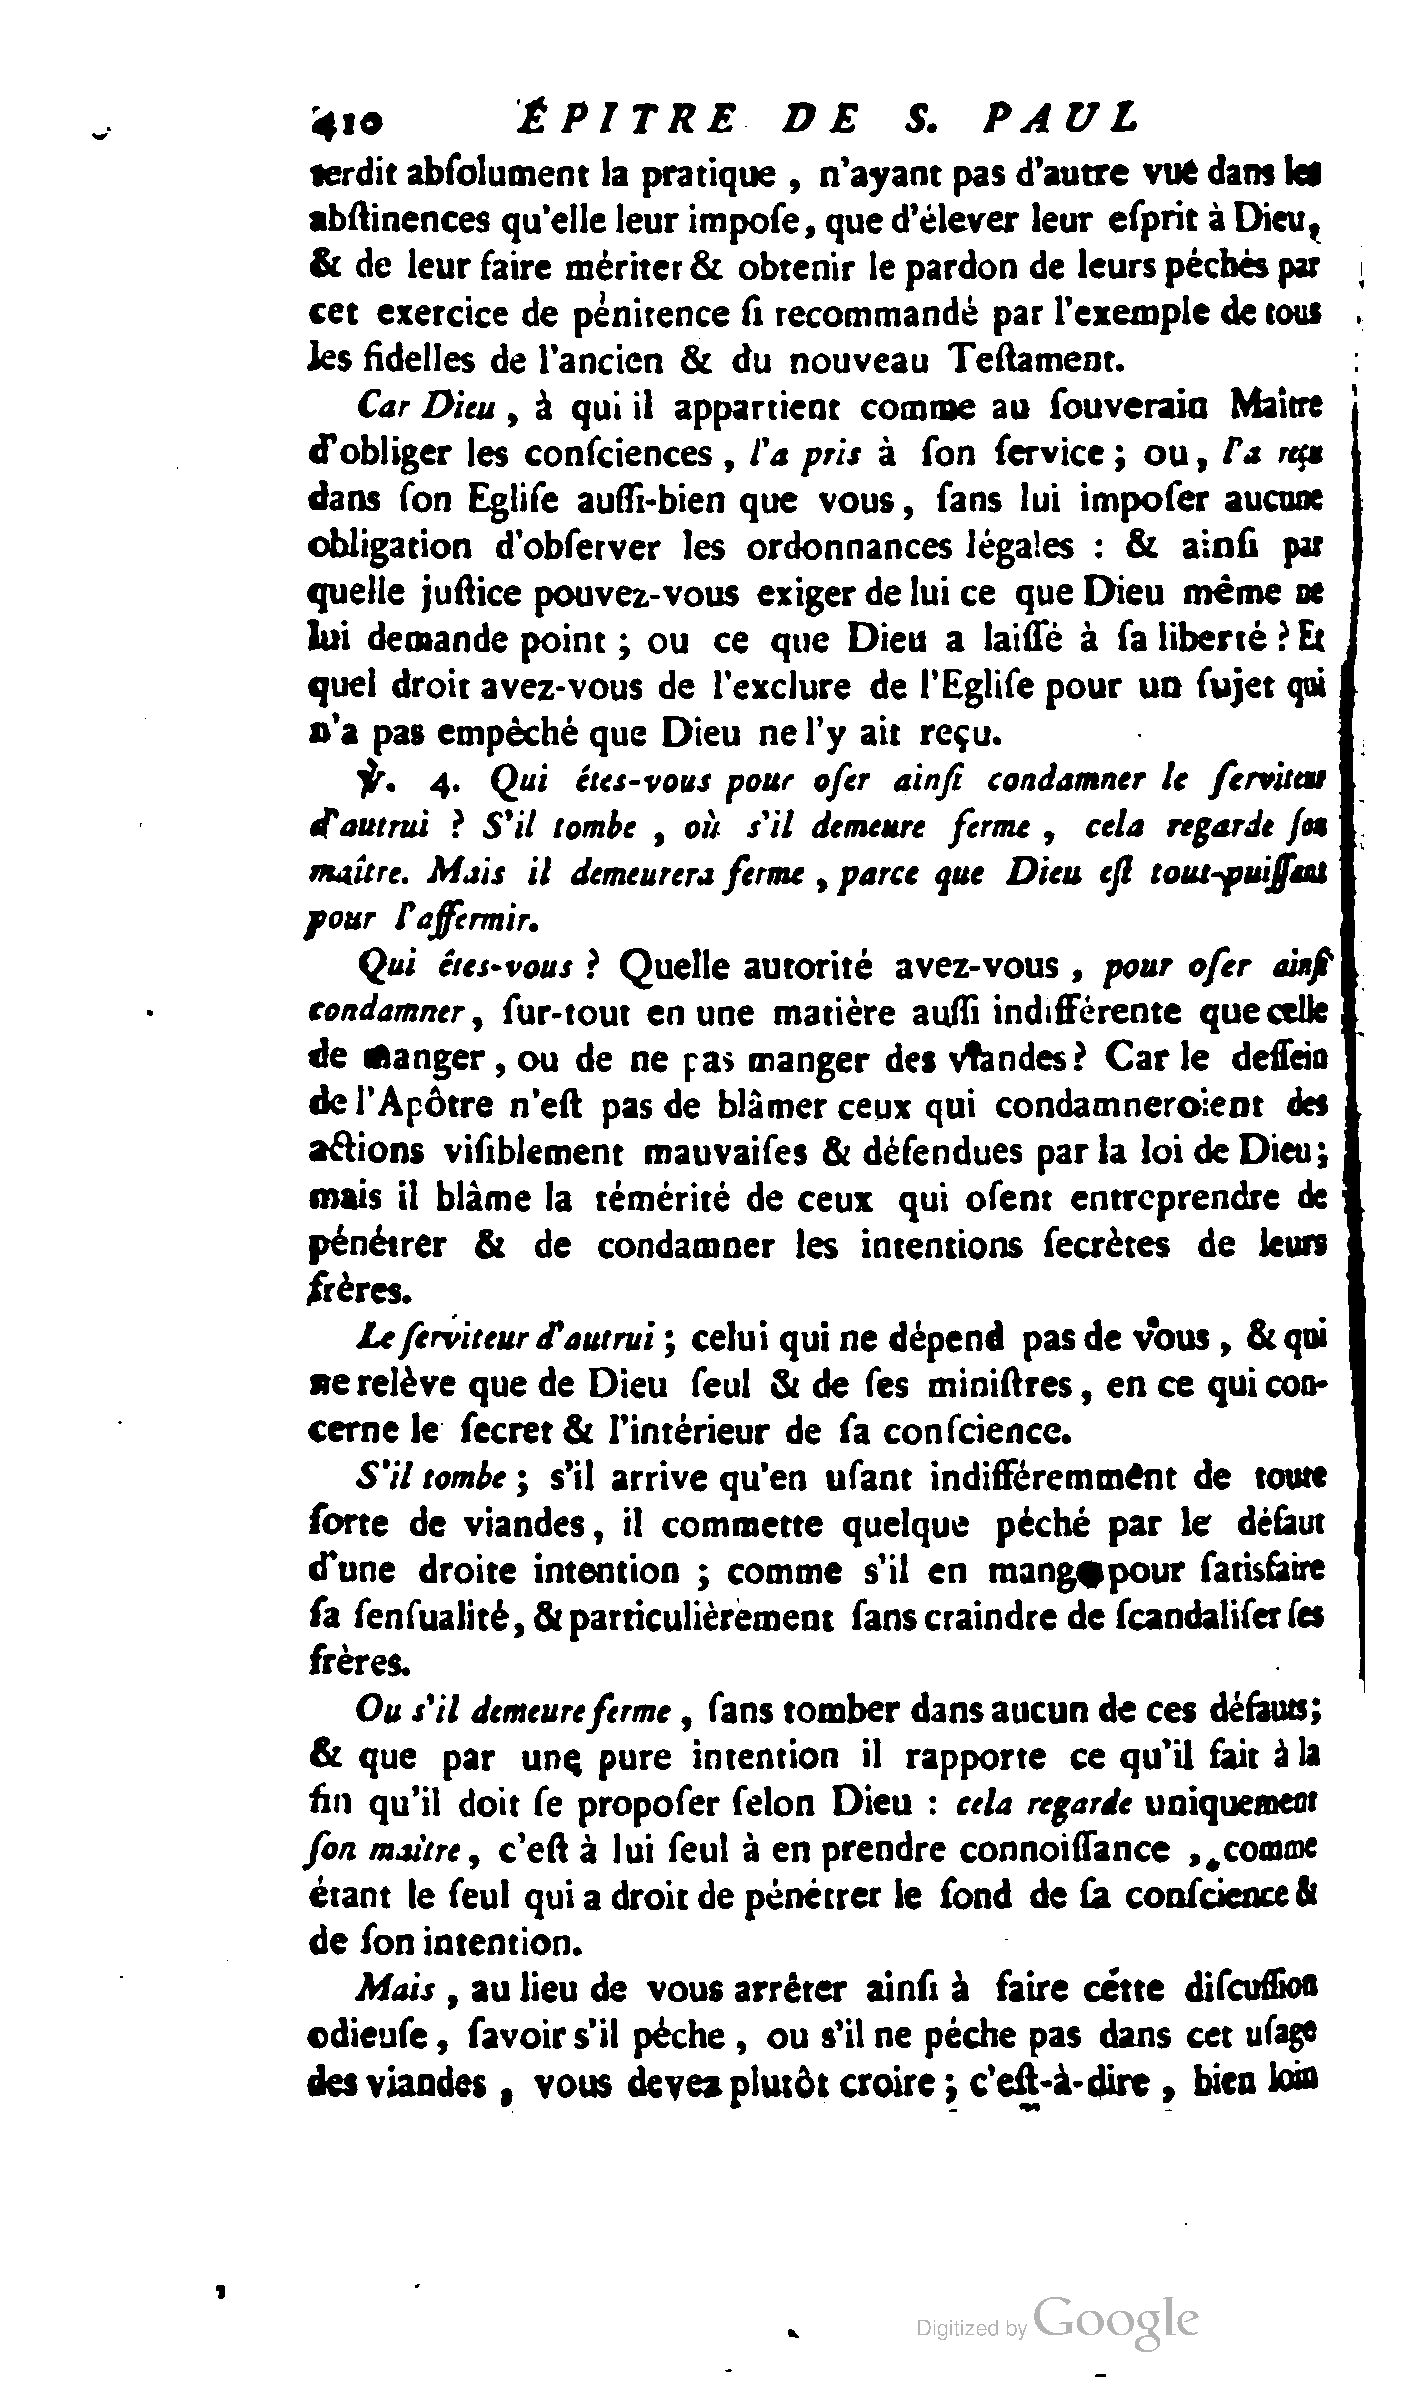 410 ÉPITRE DE S. PAUL
terdit abſolument la pratique , n'ayant pas d'autre vue dans les
abſtinences qu'elle leur impoſe, que d'élever leur eſprit à Dieu,
& de leur faire mériter & obtenir le pardon de leurs péchés par
cet exercice de pénitence ſi recommandé par l'exemple de tous
les fidelles de l'ancien & du nouveau Teſtament.
Car Dieu , à qui il appartient comme au ſouverain Maître
d'obliger les conſciences , l'a pris à ſon ſervice ; ou, l'a reçu
dans ſon Egliſe auſſi-bien que vous, ſans lui impoſer aucune
obligation d'obſerver les ordonnances légales : & ainſi par
quelle juſtice pouvez-vous exiger de lui ce que Dieu même ne
lui demande point ; ou ce que Dieu a laiſſé à ſa liberté ? Et
quel droit avez-vous de l'exclure de l'Egliſe pour un ſujet qui
n'a pas empêché que Dieu ne l'y ait reçu.
℣. 4. Qui êtes-vous pour oſer ainſi condamner le ſerviteur
d'autrui ? S'il tombe , où s'il demeure ferme , cela regarde ſon
maître. Mais il demeurera ferme , parce que Dieu eſt tout-puiſſant
pour l'affermir.
Qui êtes-vous ? Quelle autorité avez-vous , pour oſer ainſi
condamner, ſur-tout en une matière auſſi indifférente que celle
de manger , ou de ne pas manger des viandes ? Car le deſſein
de l'Apôtre n'eſt pas de blâmer ceux qui condamneroient des
actions viſiblement mauvaiſes & défendues par la loi de Dieu ;
mais il blâme la témérité de ceux qui oſent entreprendre de
pénétrer & de condamner les intentions ſecrètes de leurs
frères.
Le ſerviteur d'autrui ; celui qui ne dépend pas de vous , & qui
ne relève que de Dieu ſeul & de ſes miniſtres , en ce qui con-
cerne le ſecret & l'intérieur de ſa conſcience.
S'il tombe ; s'il arrive qu'en uſant indifféremment de toute
ſorte de viandes, il commette quelque péché par le défaut
d'une droite intention ; comme s'il en mange pour ſatisfaire
ſa ſenſualité, & particulièrement ſans craindre de ſcandaliſer ſes
frères.
Ou s'il demeure ferme , ſans tomber dans aucun de ces défauts;
& que par une pure intention il rapporte ce qu'il fait à la
fin qu'il doit ſe propoſer ſelon Dieu : cela regarde uniquement
ſon maître , c'eſt à lui ſeul à en prendre connoiſſance , comme
étant le ſeul qui a droit de pénétrer le fond de ſa conſcience &
de ſon intention.
Mais , au lieu de vous arrêter ainſi à faire cette diſcuſſion
odieuſe, ſavoir s'il pèche , ou s'il ne pèche pas dans cet uſage
des viandes , vous devez plutôt croire ; c'eſt-à-dire , bien loin
Digitized by Google